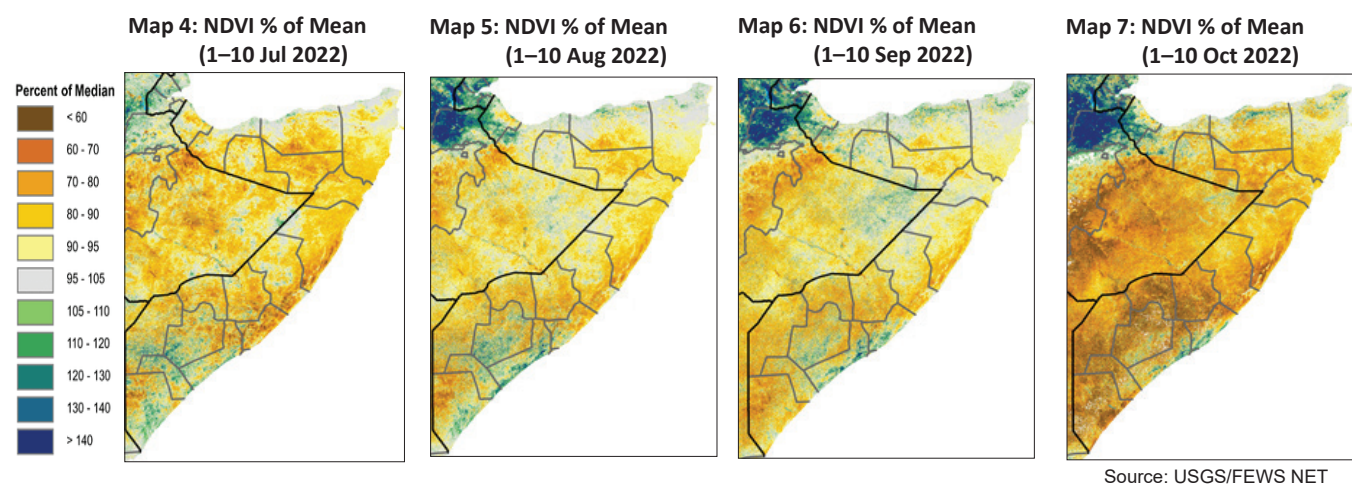 Map 4: NDVI % of Mean
(1–10 Jul 2022)
Map 5: NDVI % of Mean
(1–10 Aug 2022)
Map 6: NDVI % of Mean
(1–10 Sep 2022)
Map 7: NDVI % of Mean
(1–10 Oct 2022)
Percent of Median
< 60
60 - 70
70 - 80
80 - 90
90 - 95
95 - 105
105 - 110
110 - 120
120 - 130
130 - 140
> 140
Source: USGS/FEWS NET